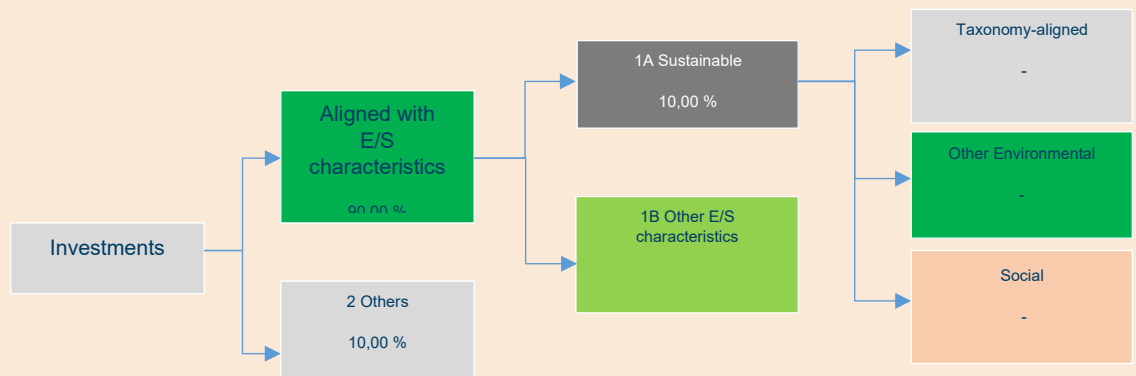 Investments
Aligned with
E/S
characteristics
90,00 %
2 Others
10,00 %
1A Sustainable
10,00 %
1B Other E/S
characteristics
Taxonomy-aligned
-
Other Environmental
-
Social
-